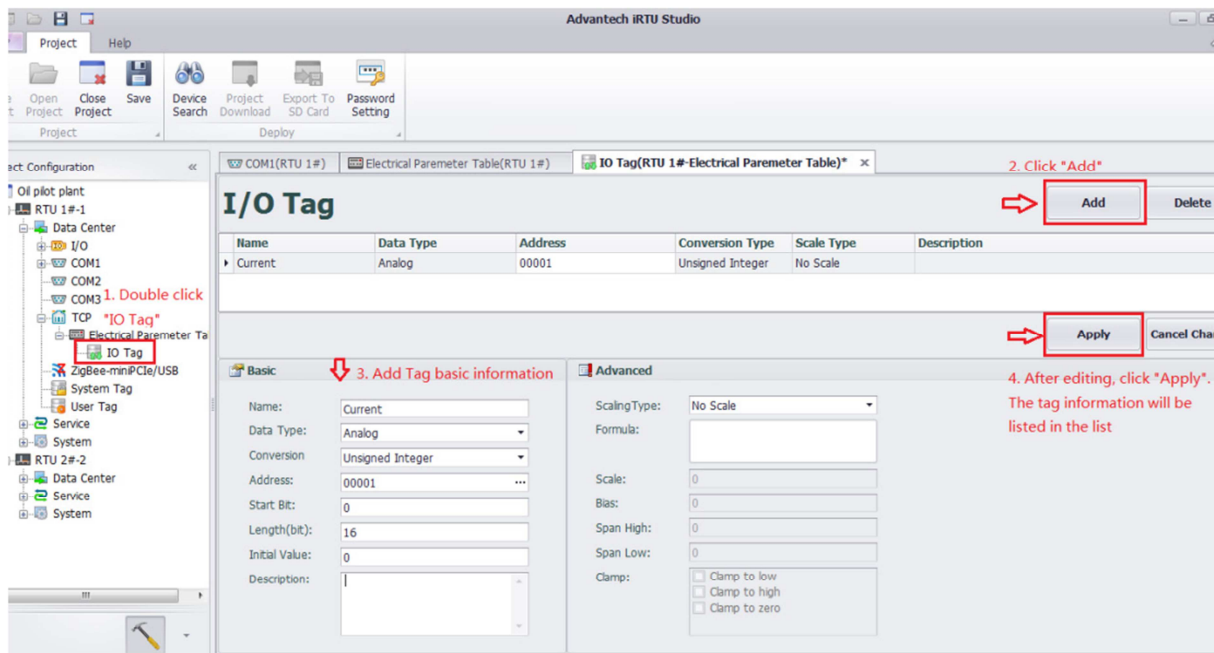 Advantech iRTU Studio
Project Help
Open Project
Close Project
Save
Device Search
Project Download
Export To SD Card
Password Setting
Project
Deploy
ect Configuration
COM1(RTU 1#)
Electrical Paremeter Table(RTU 1#)
IO Tag(RTU 1#-Electrical Paremeter Table)*
2. Click "Add"
Oil pilot plant
RTU 1#-1
Data Center
I/O
COM1
COM2
COM3
1. Double click
"IO Tag"
TCP
Electrical Paremeter Ta
IO Tag
ZigBee-miniPCIe/USB
System Tag
User Tag
Service
System
RTU 2#-2
Data Center
Service
System
I/O Tag
Add
Delete
Name Data Type Address Conversion Type Scale Type Description
Current Analog 00001 Unsigned Integer No Scale
Apply
Cancel Chan
Basic
3. Add Tag basic information
Name: Current
Data Type: Analog
Conversion Unsigned Integer
Address: 00001 ...
Start Bit: 0
Length(bit): 16
Initial Value: 0
Description:
Advanced
ScalingType: No Scale
Formula:
Scale: 0
Bias: 0
Span High: 0
Span Low: 0
Clamp: Clamp to low
Clamp to high
Clamp to zero
4. After editing, click "Apply".
The tag information will be
listed in the list